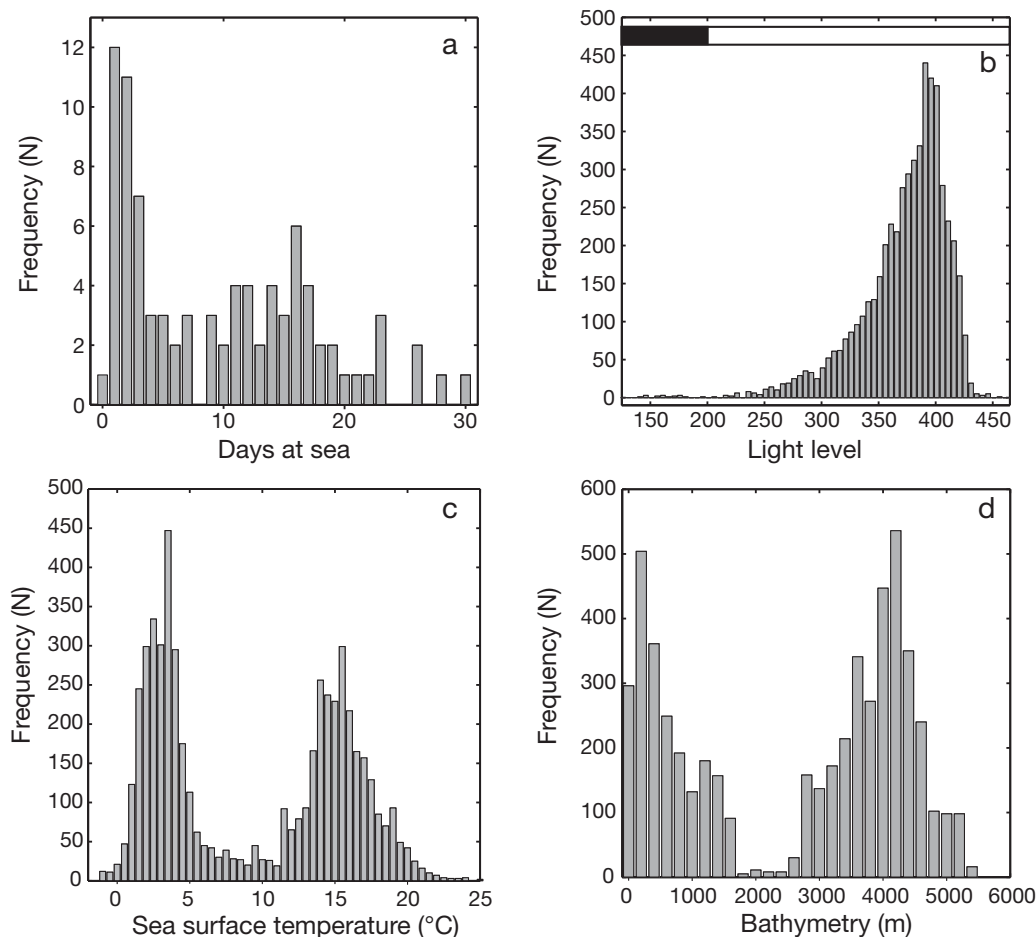 a
12
10
8
6
4
2
0
Frequency (N)
0 10 20 30
Days at sea
b
500
450
400
350
300
250
200
150
100
50
0
Frequency (N)
150 200 250 300 350 400 450
Light level
c
500
450
400
350
300
250
200
150
100
50
0
Frequency (N)
0 5 10 15 20 25
Sea surface temperature (°C)
d
600
500
400
300
200
100
0
Frequency (N)
0 1000 2000 3000 4000 5000 6000
Bathymetry (m)